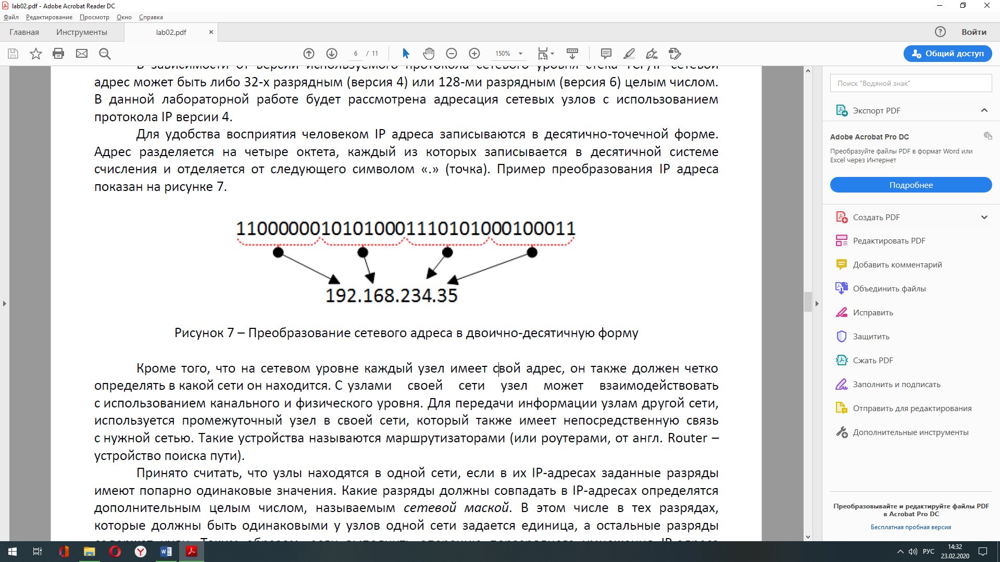 lab02.pdf - Adobe Acrobat Reader DC
Файл Редактирование Просмотр Окно Справка
Главная Инструменты lab02.pdf Войти
6 / 11 150% Общий доступ
В зависимости от версии используемого протокола сетевого уровня стека TCP/IP сетевой
адрес может быть либо 32-х разрядным (версия 4) или 128-ми разрядным (версия 6) целым числом.
В данной лабораторной работе будет рассмотрена адресация сетевых узлов с использованием
протокола IP версии 4.
Для удобства восприятия человеком IP адреса записываются в десятично-точечной форме.
Адрес разделяется на четыре октета, каждый из которых записывается в десятичной системе
счисления и отделяется от следующего символом «.» (точка). Пример преобразования IP адреса
показан на рисунке 7.
11000000101010001110101000100011
192.168.234.35
Рисунок 7 – Преобразование сетевого адреса в двоично-десятичную форму
Кроме того, что на сетевом уровне каждый узел имеет свой адрес, он также должен четко
определять в какой сети он находится. С узлами своей сети узел может взаимодействовать
с использованием канального и физического уровня. Для передачи информации узлам другой сети,
используется промежуточный узел в своей сети, который также имеет непосредственную связь
с нужной сетью. Такие устройства называются маршрутизаторами (или роутерами, от англ. Router –
устройство поиска пути).
Принято считать, что узлы находятся в одной сети, если в их IP-адресах заданные разряды
имеют попарно одинаковые значения. Какие разряды должны совпадать в IP-адресах определятся
дополнительным целым числом, называемым сетевой маской. В этом числе в тех разрядах,
которые должны быть одинаковыми у узлов одной сети задается единица, а остальные разряды
Поиск "Водяной знак"
Экспорт PDF
Adobe Acrobat Pro DC
Преобразуйте файлы PDF в формат Word или
Excel через Интернет
Подробнее
Создать PDF
Редактировать PDF
Добавить комментарий
Объединить файлы
Исправить
Защитить
Сжать PDF
Заполнить и подписать
Отправить для редактирования
Дополнительные инструменты
Преобразовывайте и редактируйте файлы PDF
в Acrobat Pro DC
Бесплатная пробная версия
РУС
14:32
23.02.2020